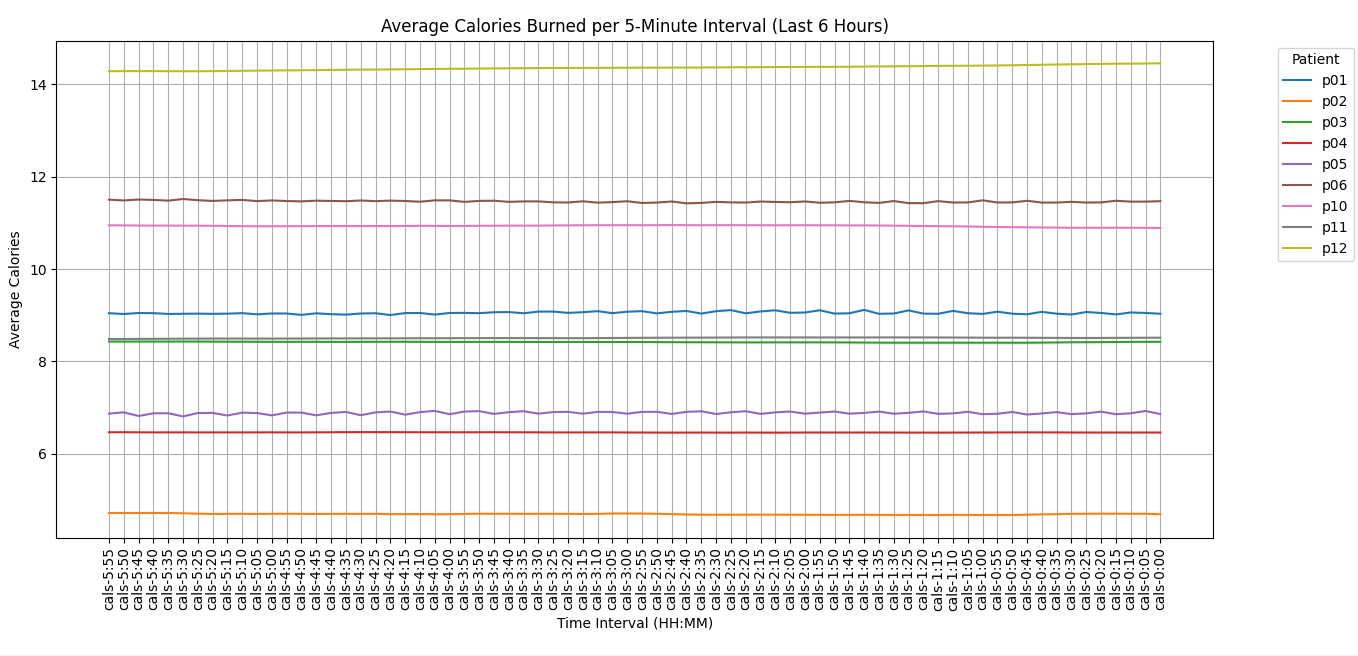 Average Calories Burned per 5-Minute Interval (Last 6 Hours)
Average Calories
14
12
10
8
6
cals-5:55
cals-5:50
cals-5:45
cals-5:40
cals-5:35
cals-5:30
cals-5:25
cals-5:20
cals-5:15
cals-5:10
cals-5:05
cals-5:00
cals-4:55
cals-4:50
cals-4:45
cals-4:40
cals-4:35
cals-4:30
cals-4:25
cals-4:20
cals-4:15
cals-4:10
cals-4:05
cals-4:00
cals-3:55
cals-3:50
cals-3:45
cals-3:40
cals-3:35
cals-3:30
cals-3:25
cals-3:20
cals-3:15
cals-3:10
cals-3:05
cals-3:00
cals-2:55
cals-2:50
cals-2:45
cals-2:40
cals-2:35
cals-2:30
cals-2:25
cals-2:20
cals-2:15
cals-2:10
cals-2:05
cals-2:00
cals-1:55
cals-1:50
cals-1:45
cals-1:40
cals-1:35
cals-1:30
cals-1:25
cals-1:20
cals-1:15
cals-1:10
cals-1:05
cals-1:00
cals-0:55
cals-0:50
cals-0:45
cals-0:40
cals-0:35
cals-0:30
cals-0:25
cals-0:20
cals-0:15
cals-0:10
cals-0:05
cals-0:00
Time Interval (HH:MM)
Patient
p01
p02
p03
p04
p05
p06
p10
p11
p12